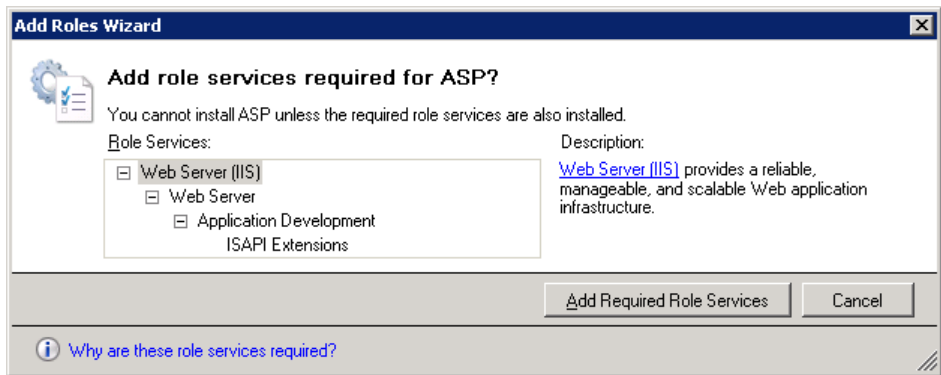 Add Roles Wizard
Add role services required for ASP?
You cannot install ASP unless the required role services are also installed.
Role Services:
Web Server (IIS)
Web Server
Application Development
ISAPI Extensions
Description:
Web Server (IIS) provides a reliable,
manageable, and scalable Web application
infrastructure.
Add Required Role Services
Cancel
Why are these role services required?